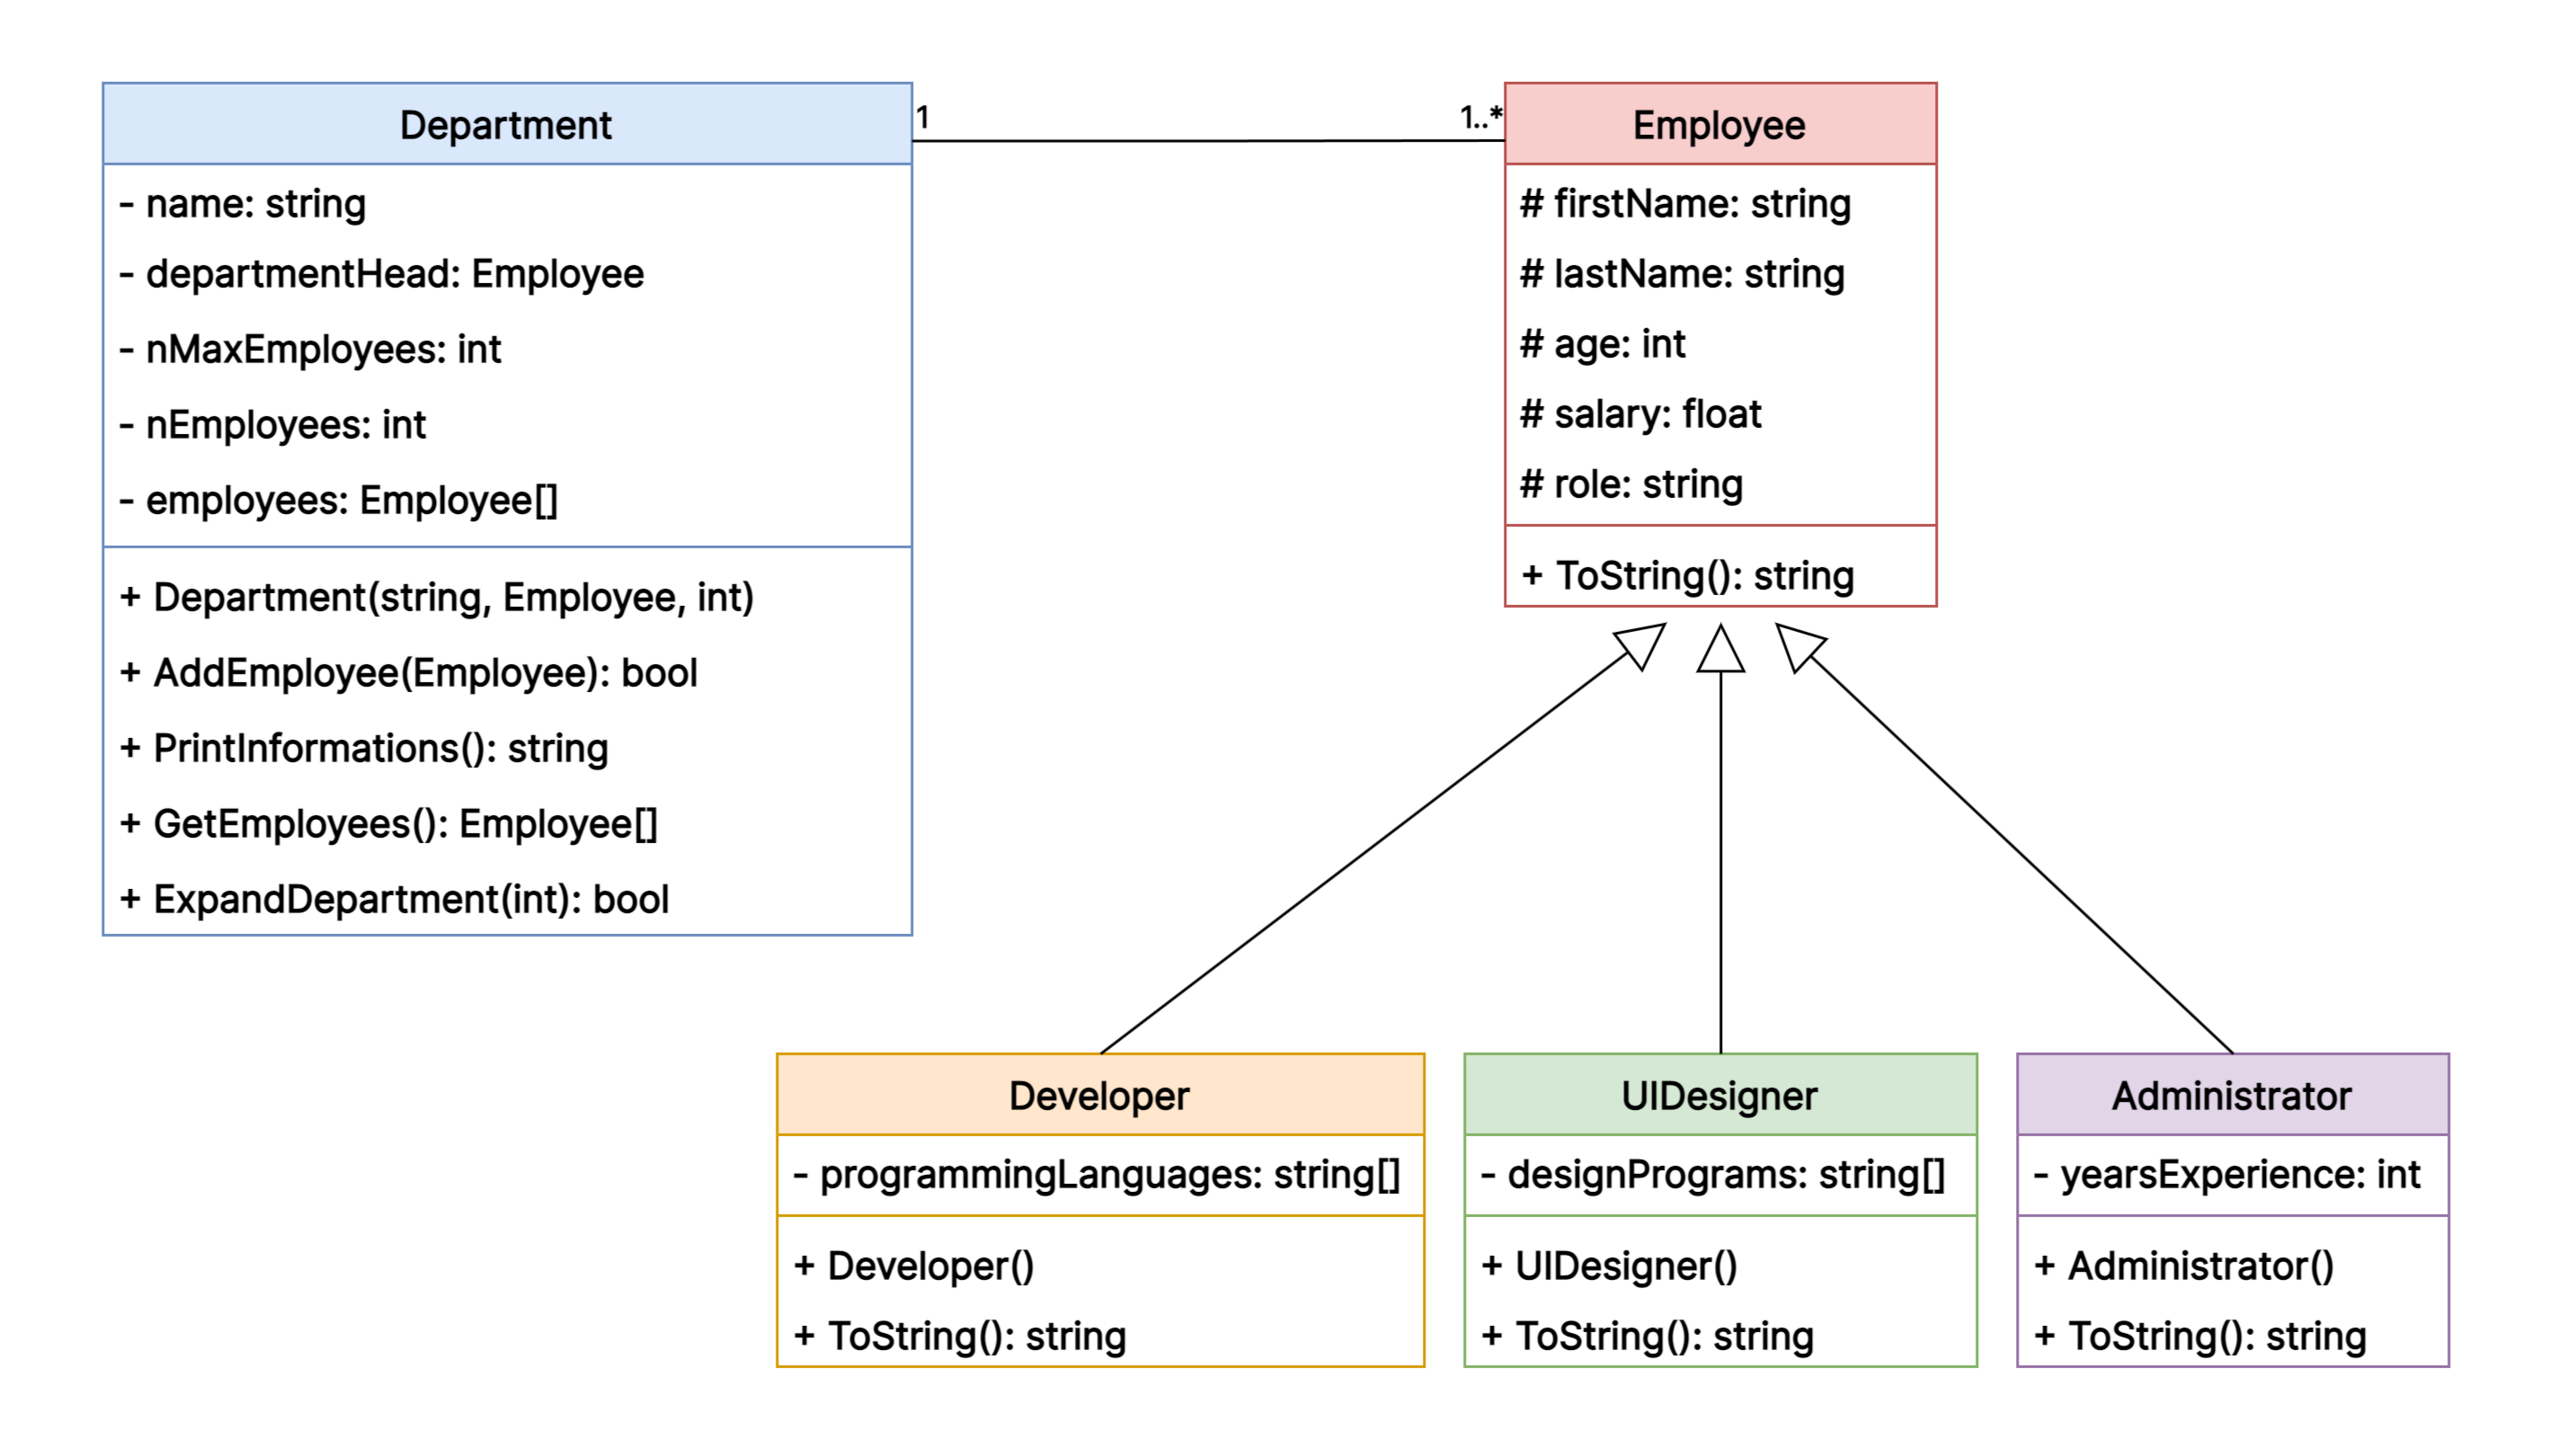 Department
- name: string
- departmentHead: Employee
- nMaxEmployees: int
- nEmployees: int
- employees: Employee[]
+ Department(string, Employee, int)
+ AddEmployee(Employee): bool
+ PrintInformations(): string
+ GetEmployees(): Employee[]
+ ExpandDepartment(int): bool
1
1..*
Employee
# firstName: string
# lastName: string
# age: int
# salary: float
# role: string
+ ToString(): string
Developer
- programmingLanguages: string[]
+ Developer()
+ ToString(): string
UIDesigner
- designPrograms: string[]
+ UIDesigner()
+ ToString(): string
Administrator
- yearsExperience: int
+ Administrator()
+ ToString(): string